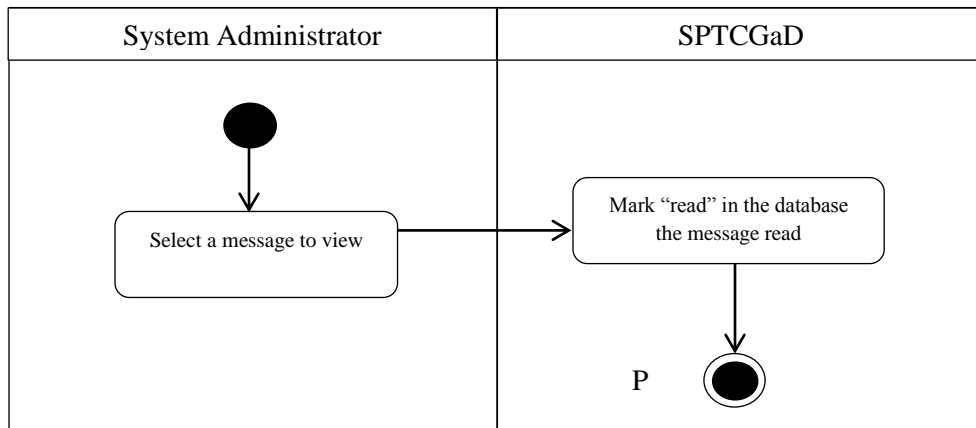 System Administrator
SPTCGaD
Select a message to view
Mark “read” in the database
the message read
P